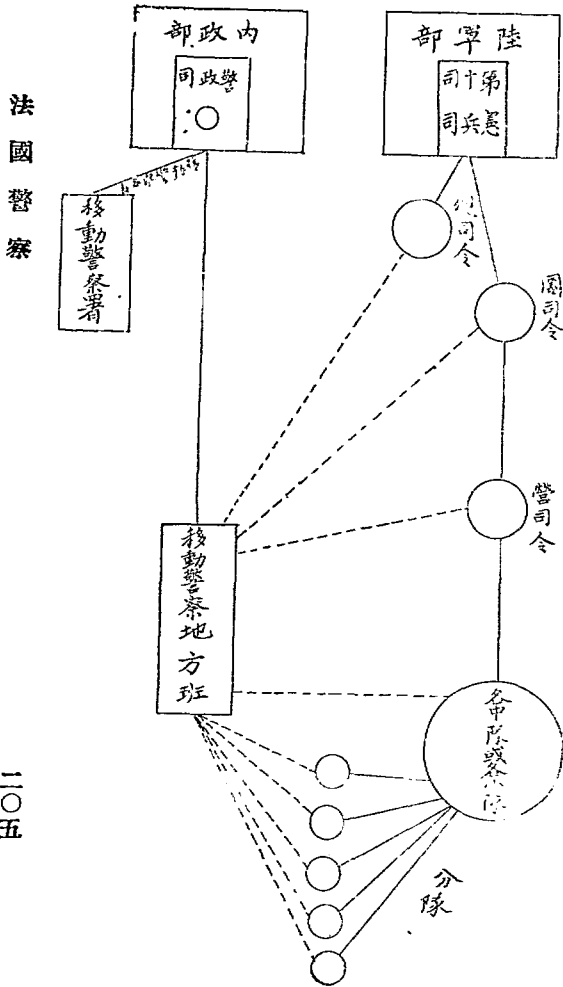 陸軍部
第十司
憲兵司
司令
團司令
營司令
分隊
內政部
警政司
移動警察署
移動警察地方班
法國警察
二〇五